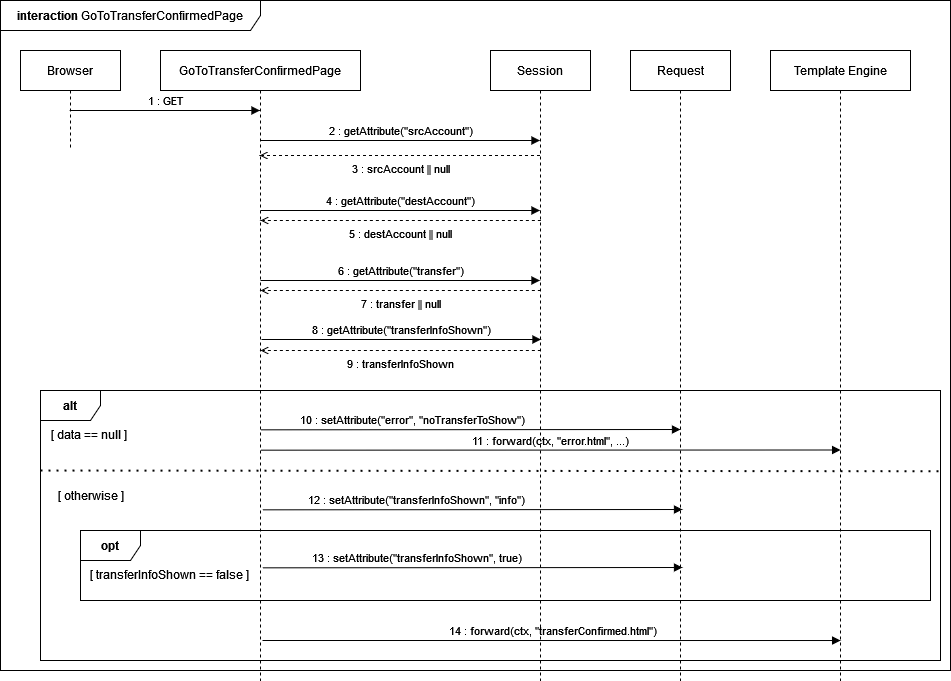 interaction GoToTransferConfirmedPage
Browser
GoToTransferConfirmedPage
Session
Request
Template Engine
1 : GET
2 : getAttribute("srcAccount")
3 : srcAccount || null
4 : getAttribute("destAccount")
5 : destAccount || null
6 : getAttribute("transfer")
7 : transfer || null
8 : getAttribute("transferInfoShown")
9 : transferInfoShown
alt
[ data == null ]
10 : setAttribute("error", "noTransferToShow")
11 : forward(ctx, "error.html", ...)
[ otherwise ]
12 : setAttribute("transferInfoShown", "info")
opt
[ transferInfoShown == false ]
13 : setAttribute("transferInfoShown", true)
14 : forward(ctx, "transferConfirmed.html")